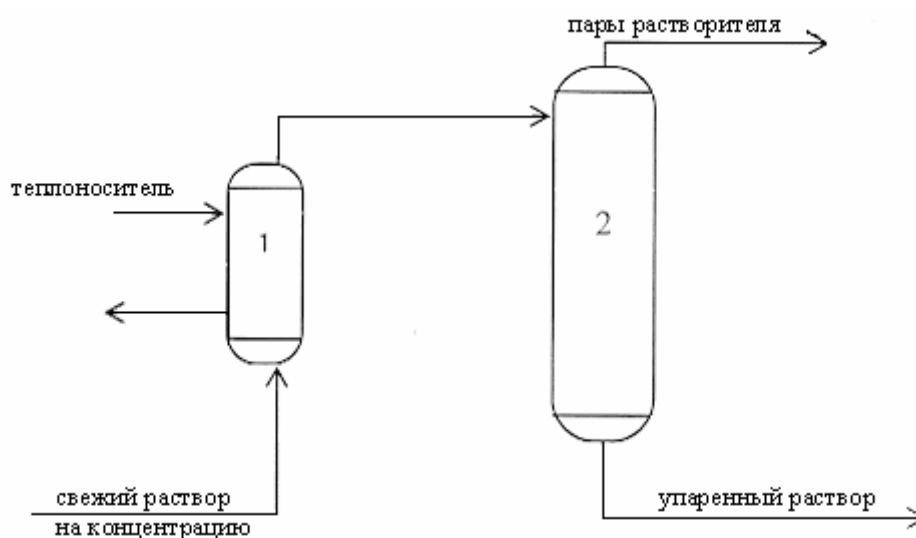 пары растворителя
теплоноситель
1
2
свежий раствор
на концентрацию
упаренный раствор